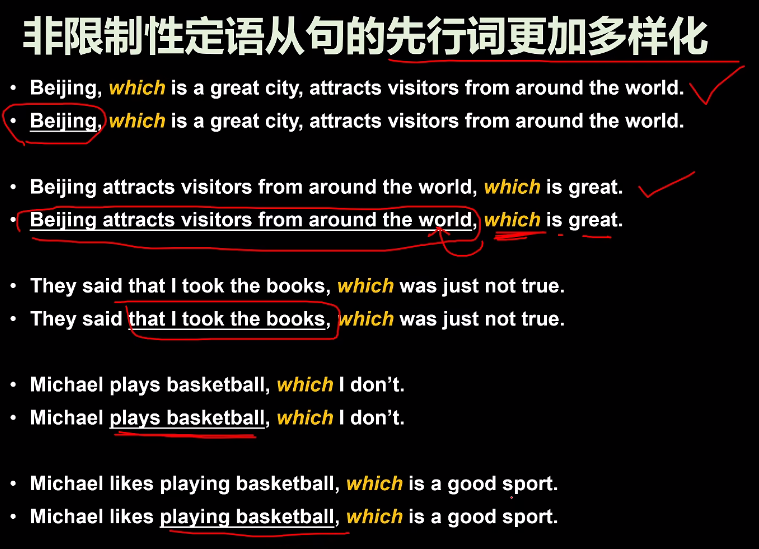 非限制性定语从句的先行词更加多样化
• Beijing, which is a great city, attracts visitors from around the world.
• Beijing, which is a great city, attracts visitors from around the world.
• Beijing attracts visitors from around the world, which is great.
• Beijing attracts visitors from around the world, which is great.
• They said that I took the books, which was just not true.
• They said that I took the books, which was just not true.
• Michael plays basketball, which I don’t.
• Michael plays basketball, which I don’t.
• Michael likes playing basketball, which is a good sport.
• Michael likes playing basketball, which is a good sport.